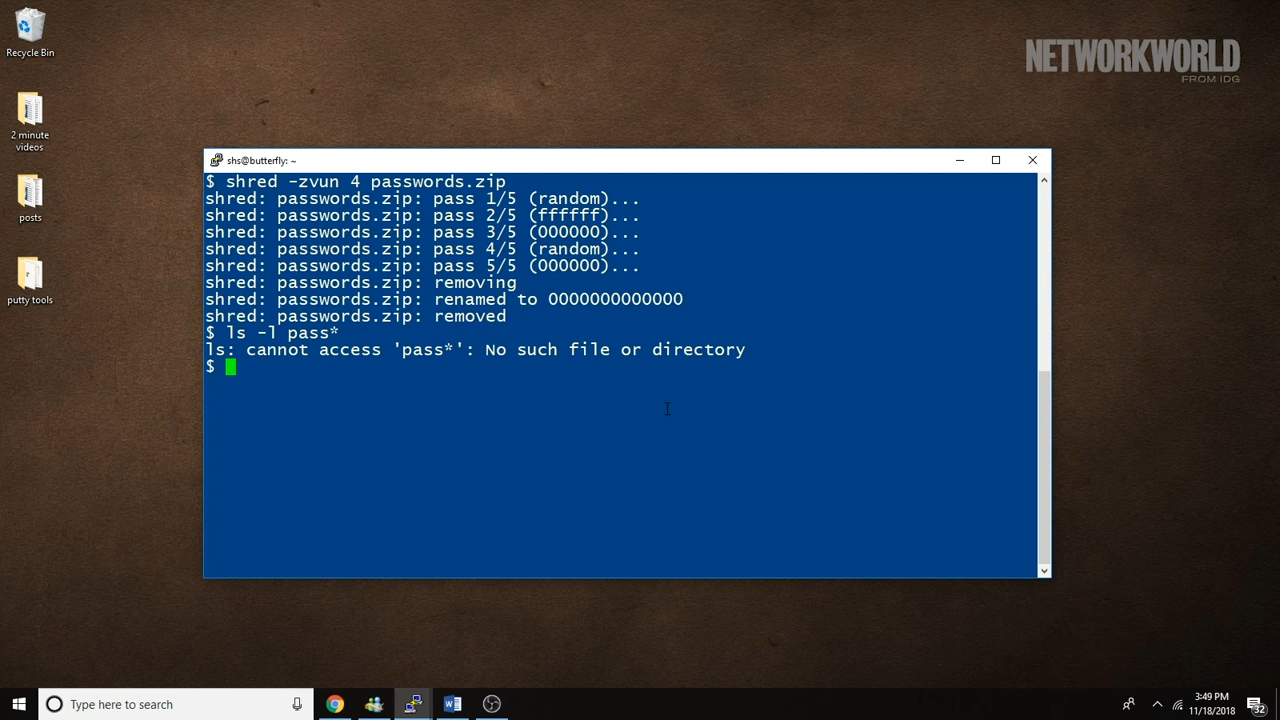 Recycle Bin
2 minute
videos
posts
putty tools
NETWORKWORLD
FROM IDG
shs@butterfly: ~
$ shred -zvun 4 passwords.zip
shred: passwords.zip: pass 1/5 (random)...
shred: passwords.zip: pass 2/5 (ffffff)...
shred: passwords.zip: pass 3/5 (000000)...
shred: passwords.zip: pass 4/5 (random)...
shred: passwords.zip: pass 5/5 (000000)...
shred: passwords.zip: removing
shred: passwords.zip: renamed to 0000000000000
shred: passwords.zip: removed
$ ls -l pass*
ls: cannot access 'pass*': No such file or directory
$
Type here to search
3:49 PM
11/18/2018
32